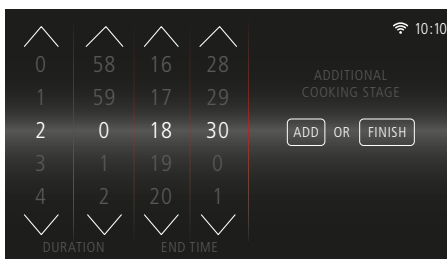 10:10
0 58 16 28
1 59 17 29
2 0 18 30
3 1 19 0
4 2 20 1
DURATION END TIME
ADDITIONAL
COOKING STAGE
ADD OR FINISH